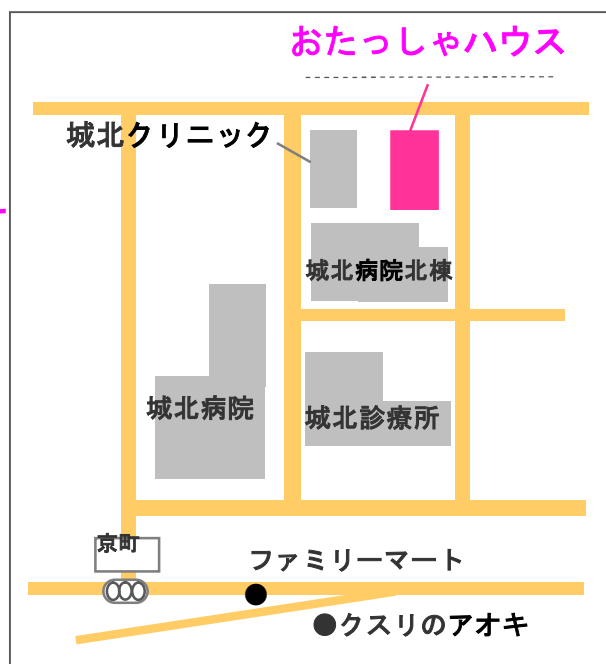 おたっしゃハウス
城北クリニック
城北病院北棟
城北病院
城北診療所
京町
ファミリーマート
●クスリのアオキ